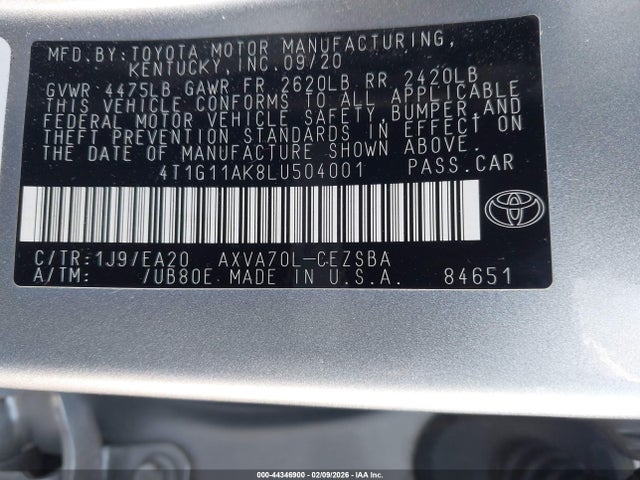 MFD.BY:TOYOTA MOTOR MANUFACTURING,
KENTUCKY,INC.09/20
GVWR 4475LB GAWR FR 2620LB RR 2420LB
THIS VEHICLE CONFORMS TO ALL APPLICABLE
FEDERAL MOTOR VEHICLE SAFETY,BUMPER,AND
THEFT PREVENTION STANDARDS IN EFFECT ON
THE DATE OF MANUFACTURE SHOWN ABOVE.
4T1G11AK8LU504001 PASS.CAR
C/TR:1J9/EA20 AXVA70L-CEZSBA
A/TM: /UB80E MADE IN U.S.A. 84651
TOYOTA
000-44346900 - 02/09/2026 - IAAI.com